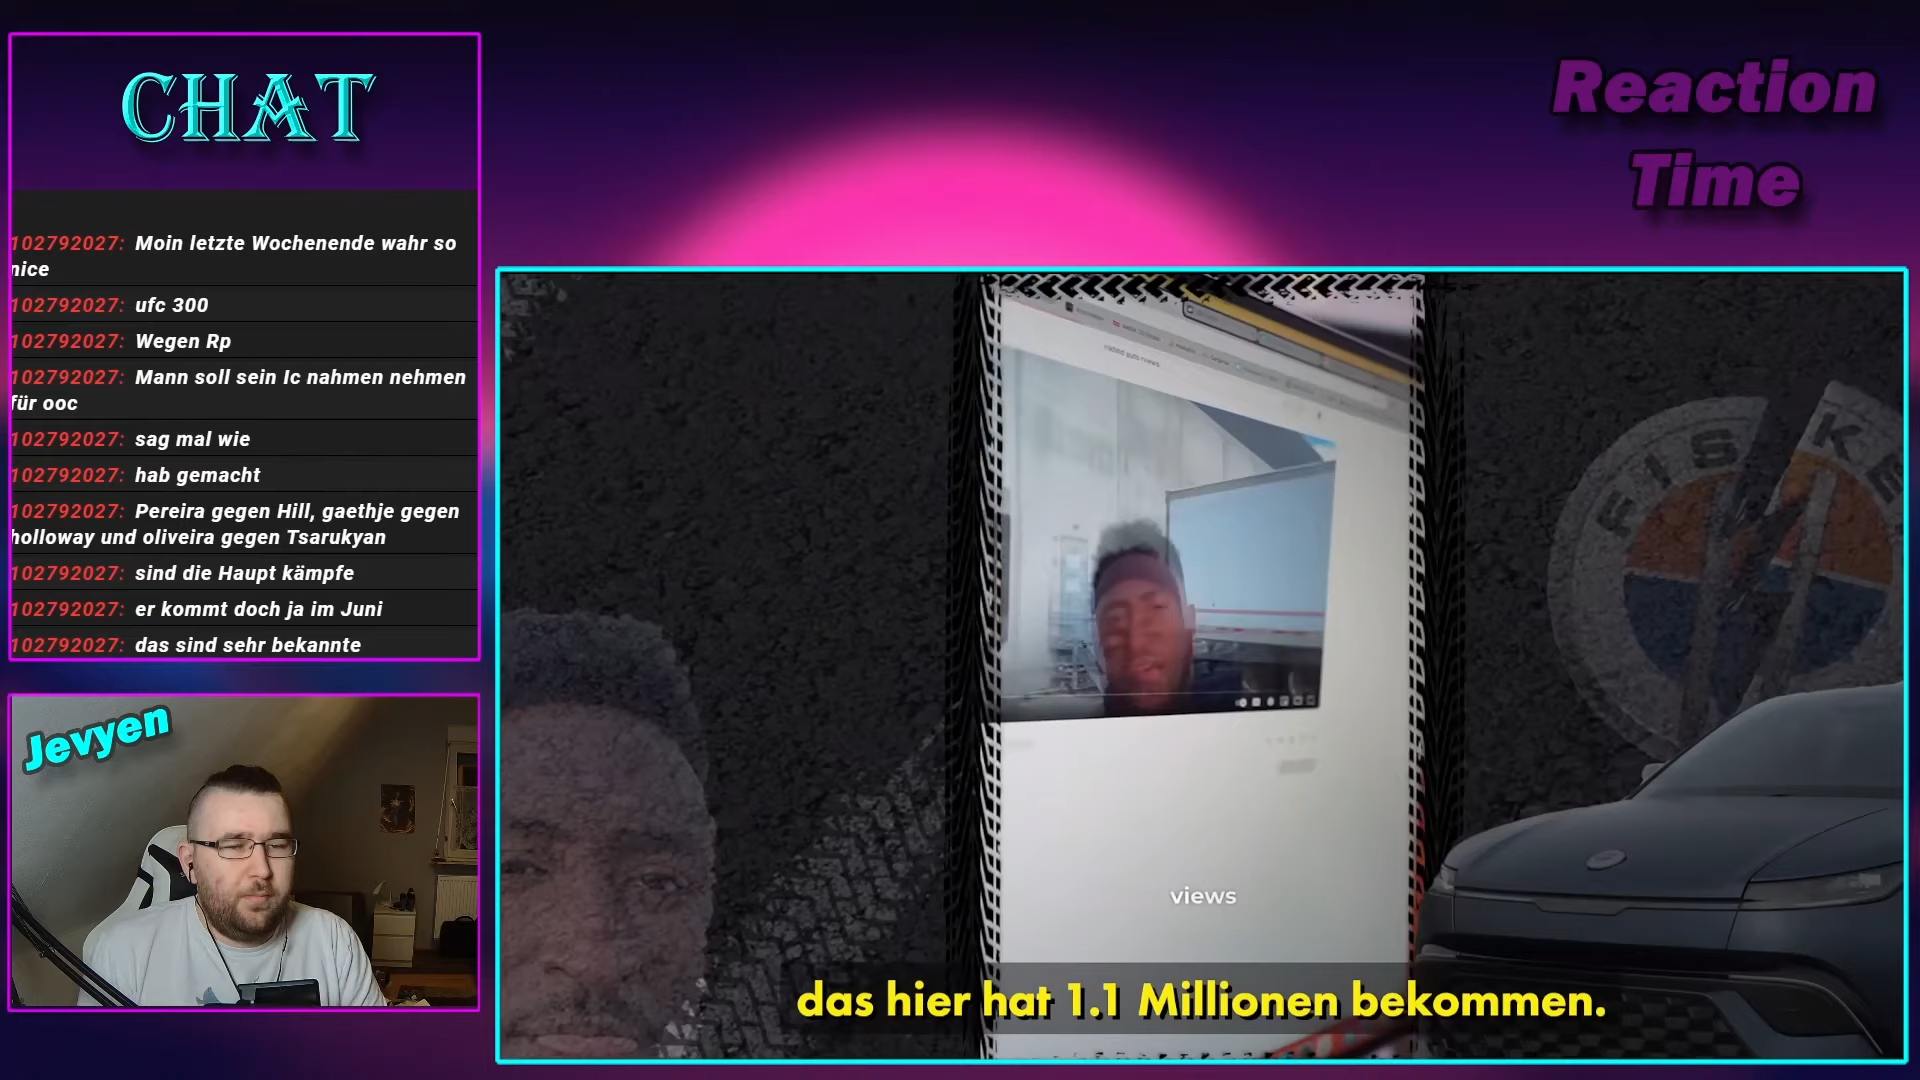 CHAT
Reaction
Time
102792027: Moin letzte Wochenende wahr so
nice
102792027: ufc 300
102792027: Wegen Rp
102792027: Mann soll sein Ic nahmen nehmen
für ooc
102792027: sag mal wie
102792027: hab gemacht
102792027: Pereira gegen Hill, gaethje gegen
holloway und oliveira gegen Tsarukyan
102792027: sind die Haupt kämpfe
102792027: er kommt doch ja im Juni
102792027: das sind sehr bekannte
Jevyen
views
das hier hat 1.1 Millionen bekommen.